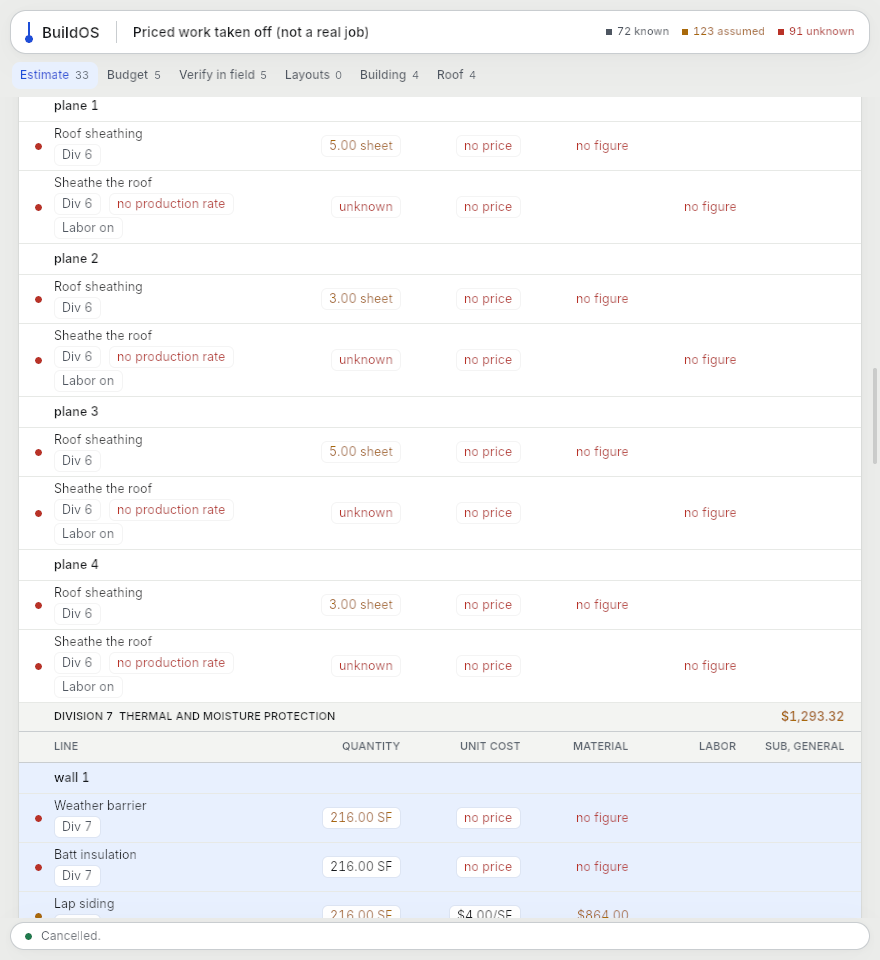 BuildOS Priced work taken off (not a real job) 72 known 123 assumed 91 unknown
Estimate 33 Budget 5 Verify in field 5 Layouts 0 Building 4 Roof 4
plane 1
Roof sheathing
Div 6 5.00 sheet no price no figure
Sheathe the roof
Div 6 no production rate unknown no price no figure
Labor on
plane 2
Roof sheathing
Div 6 3.00 sheet no price no figure
Sheathe the roof
Div 6 no production rate unknown no price no figure
Labor on
plane 3
Roof sheathing
Div 6 5.00 sheet no price no figure
Sheathe the roof
Div 6 no production rate unknown no price no figure
Labor on
plane 4
Roof sheathing
Div 6 3.00 sheet no price no figure
Sheathe the roof
Div 6 no production rate unknown no price no figure
Labor on
DIVISION 7 THERMAL AND MOISTURE PROTECTION $1,293.32
LINE QUANTITY UNIT COST MATERIAL LABOR SUB, GENERAL
wall 1
Weather barrier
Div 7 216.00 SF no price no figure
Batt insulation
Div 7 216.00 SF no price no figure
Lap siding
216.00 SF $4.00/SF $864.00
Cancelled.